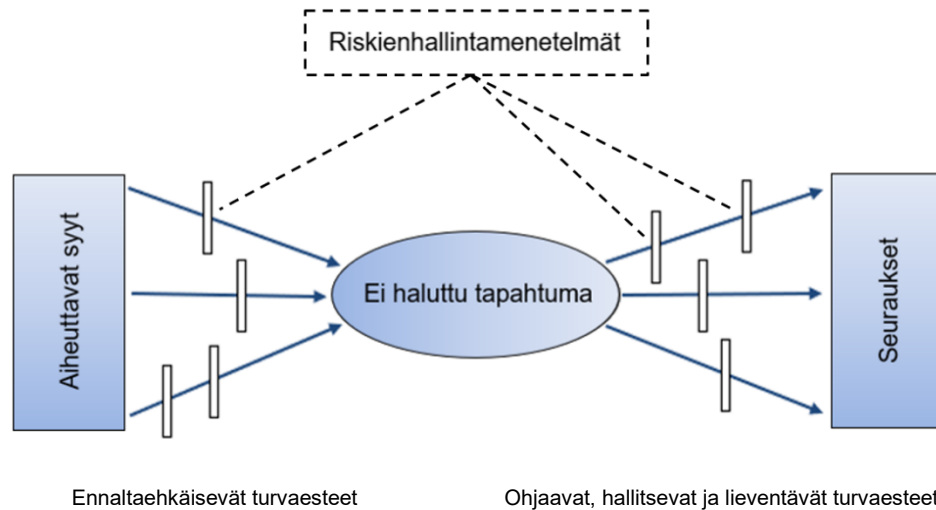 Riskienhallintamenetelmät
Aiheuttavat syyt
Ei haluttu tapahtuma
Seuraukset
Ennaltaehkäisevät turvaesteet
Ohjaavat, hallitsevat ja lieventävät turvaesteet